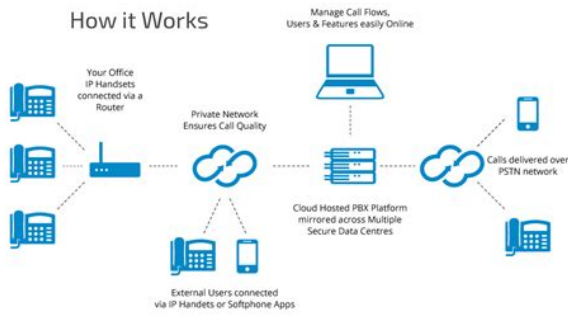 How it Works
Manage Call Flows,
Users & Features easily Online
Your Office
IP Handsets
connected via a
Router
Private Network
Ensures Call Quality
Calls delivered over
PSTN network
Cloud Hosted PBX Platform
mirrored across Multiple
Secure Data Centres
External Users connected
via IP Handets or Softphone Apps